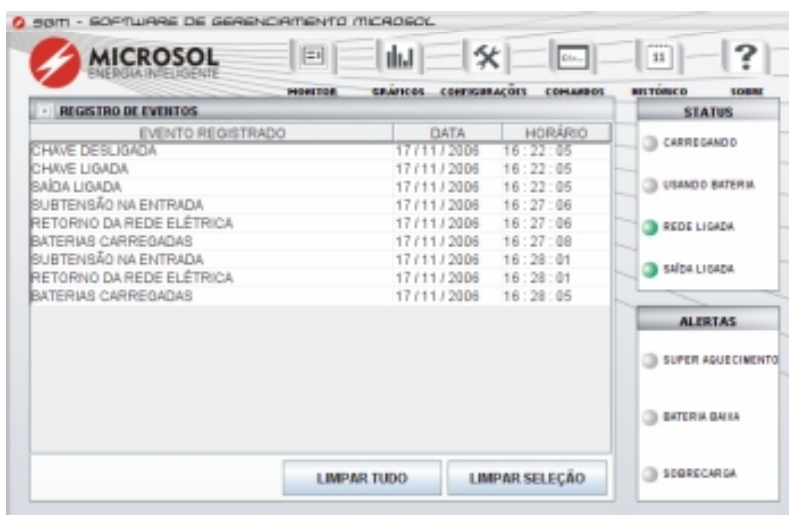 SGM - SOFTWARE DE GERENCIAMENTO MICROSOL
MICROSOL
ENERGIA INTELIGENTE
MONITOR
GRÁFICOS
CONFIGURAÇÕES
COMANDOS
11
HISTÓRICO
?
SOBRE
REGISTRO DE EVENTOS
EVENTO REGISTRADO DATA HORÁRIO
CHAVE DESLIGADA 17 / 11 / 2006 16 : 22 : 05
CHAVE LIGADA 17 / 11 / 2006 16 : 22 : 05
SAÍDA LIGADA 17 / 11 / 2006 16 : 22 : 05
SUBTENSÃO NA ENTRADA 17 / 11 / 2006 16 : 27 : 06
RETORNO DA REDE ELÉTRICA 17 / 11 / 2006 16 : 27 : 06
BATERIAS CARREGADAS 17 / 11 / 2006 16 : 27 : 08
SUBTENSÃO NA ENTRADA 17 / 11 / 2006 16 : 28 : 01
RETORNO DA REDE ELÉTRICA 17 / 11 / 2006 16 : 28 : 01
BATERIAS CARREGADAS 17 / 11 / 2006 16 : 28 : 05
LIMPAR TUDO
LIMPAR SELEÇÃO
STATUS
CARREGANDO
USANDO BATERIA
REDE LIGADA
SAÍDA LIGADA
ALERTAS
SUPER AQUECIMENTO
BATERIA BAIXA
SOBRECARGA